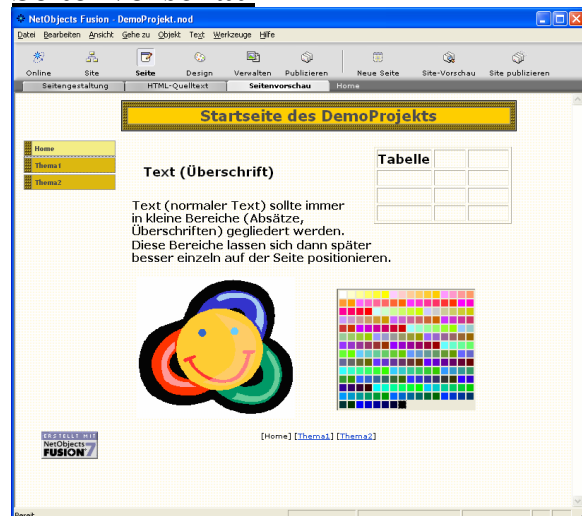 NetObjects Fusion - DemoProjekt.nod
Datei Bearbeiten Ansicht Gehe zu Objekt Text Werkzeuge Hilfe
Online Site Seite Design Verwalten Publizieren Neue Seite Site-Vorschau Site publizieren
Seitengestaltung HTML-Quelltext Seitenvorschau Home
Startseite des DemoProjekts
Home
Thema1
Thema2
Tabelle
Text (Überschrift)
Text (normaler Text) sollte immer
in kleine Bereiche (Absätze,
Überschriften) gegliedert werden.
Diese Bereiche lassen sich dann später
besser einzeln auf der Seite positionieren.
[Home] [Thema1] [Thema2]
ERSTELLT MIT
NetObjects
FUSION 7
Bereit